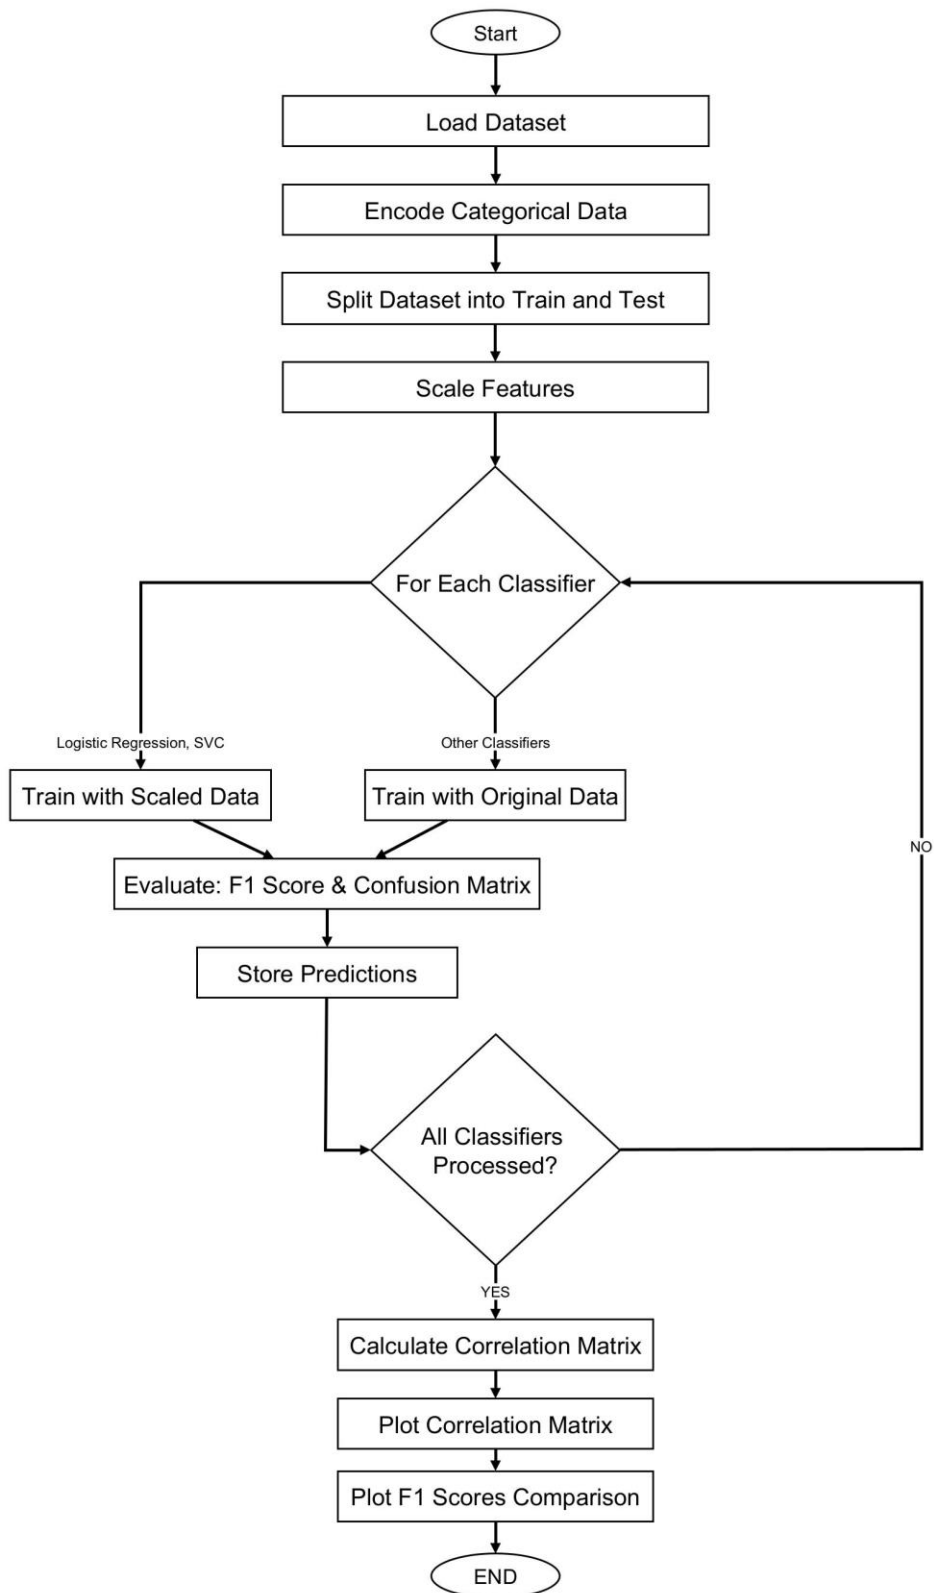 Start
Load Dataset
Encode Categorical Data
Split Dataset into Train and Test
Scale Features
For Each Classifier
Logistic Regression, SVC
Other Classifiers
Train with Scaled Data
Train with Original Data
NO
Evaluate: F1 Score & Confusion Matrix
Store Predictions
All Classifiers
Processed?
YES
Calculate Correlation Matrix
Plot Correlation Matrix
Plot F1 Scores Comparison
END